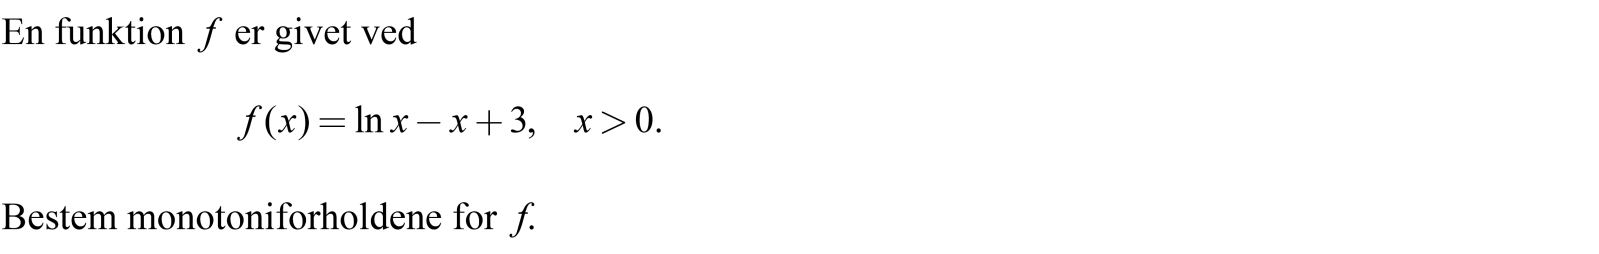 En funktion f er givet ved
f(x) = ln x − x + 3, x > 0.
Bestem monotoniforholdene for f.